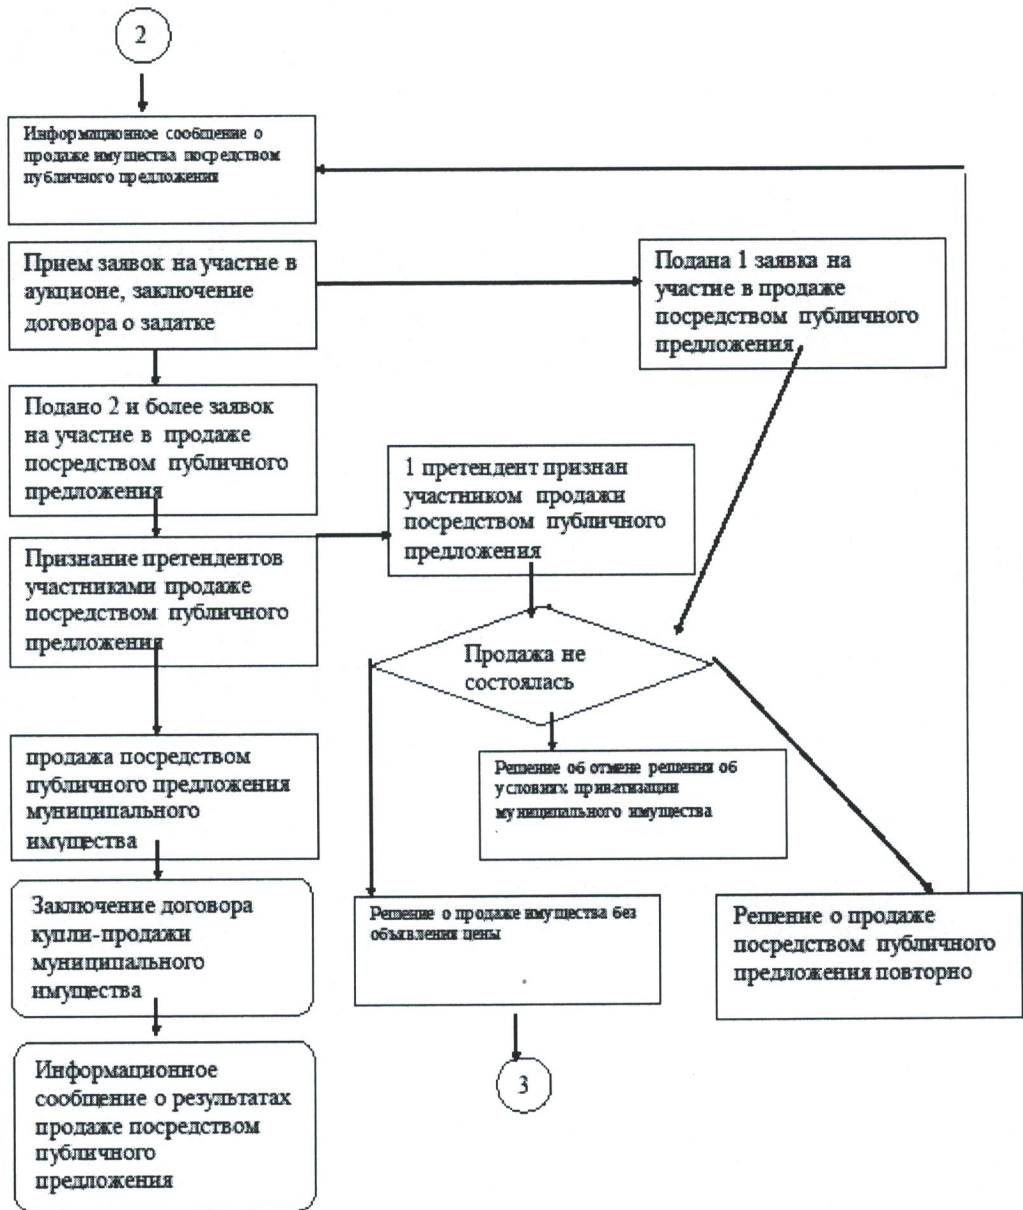 2
Информационное сообщение о
продаже имущества посредством
публичного предложения
Прием заявок на участие в
аукционе, заключение
договора о задатке
Подана 1 заявка на
участие в продаже
посредством публичного
предложения
Подано 2 и более заявок
на участие в продаже
посредством публичного
предложения
1 претендент признан
участником продажи
посредством публичного
предложения
Признание претендентов
участниками продаже
посредством публичного
предложения
Продажа не
состоялась
продажа посредством
публичного предложения
муниципального
имущества
Решение об отмене решения об
условиях приватизации
муниципального имущества
Заключение договора
купли-продажи
муниципального
имущества
Решение о продаже имущества без
объявления цены
Решение о продаже
посредством публичного
предложения повторно
3
Информационное
сообщение о результатах
продаже посредством
публичного
предложения